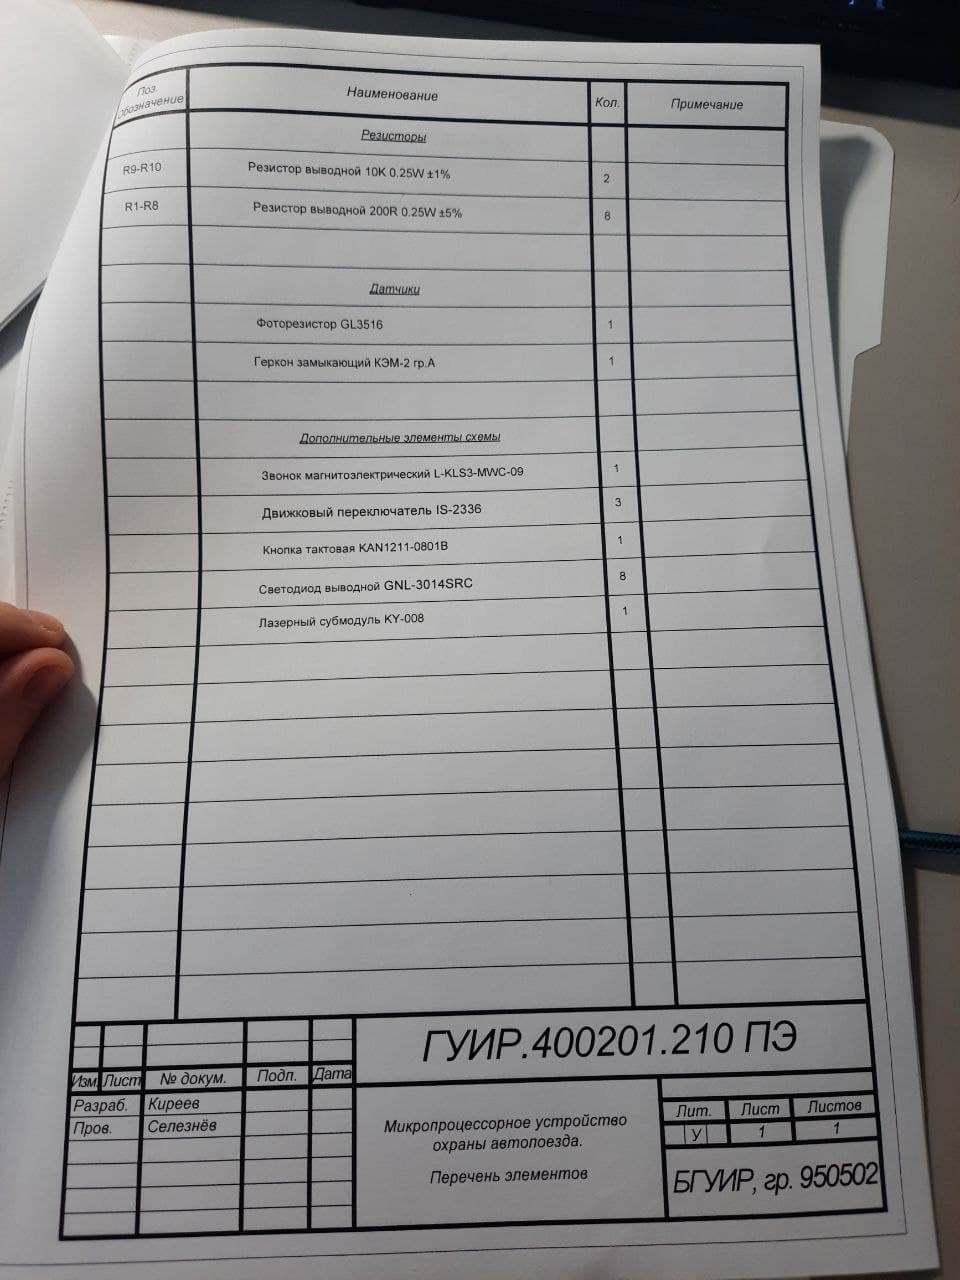 Поз.
Обозначение
Наименование
Кол.
Примечание
Резисторы
R9-R10
Резистор выводной 10К 0.25W ±1%
2
R1-R8
Резистор выводной 200R 0.25W ±5%
8
Датчики
Фоторезистор GL3516
1
Геркон замыкающий КЭМ-2 гр.А
1
Дополнительные элементы схемы
Звонок магнитоэлектрический L-KLS3-MWC-09
1
Движковый переключатель IS-2336
3
Кнопка тактовая KAN1211-0801B
1
Светодиод выводной GNL-3014SRC
8
Лазерный субмодуль KY-008
1
ГУИР.400201.210 ПЭ
Изм. Лист № докум. Подп. Дата
Разраб. Киреев
Пров. Селезнёв
Микропроцессорное устройство
охраны автопоезда.
Перечень элементов
Лит. Лист Листов
У 1 1
БГУИР, гр. 950502